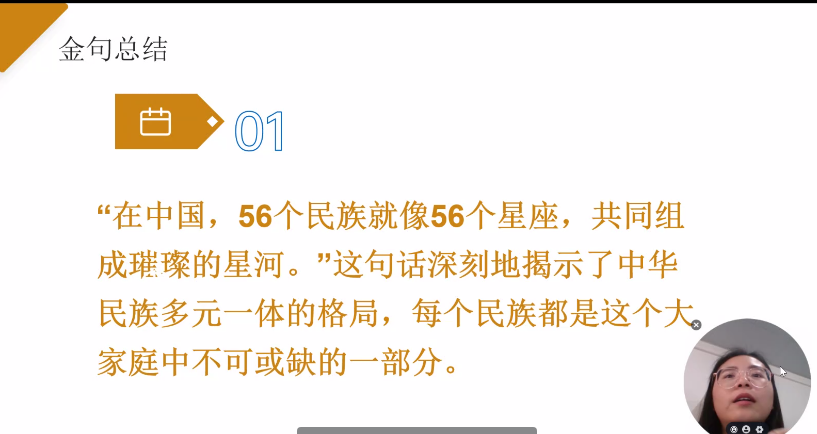 金句总结
01
“在中国，56个民族就像56个星座，共同组
成璀璨的星河。”这句话深刻地揭示了中华
民族多元一体的格局，每个民族都是这个大
家庭中不可或缺的一部分。